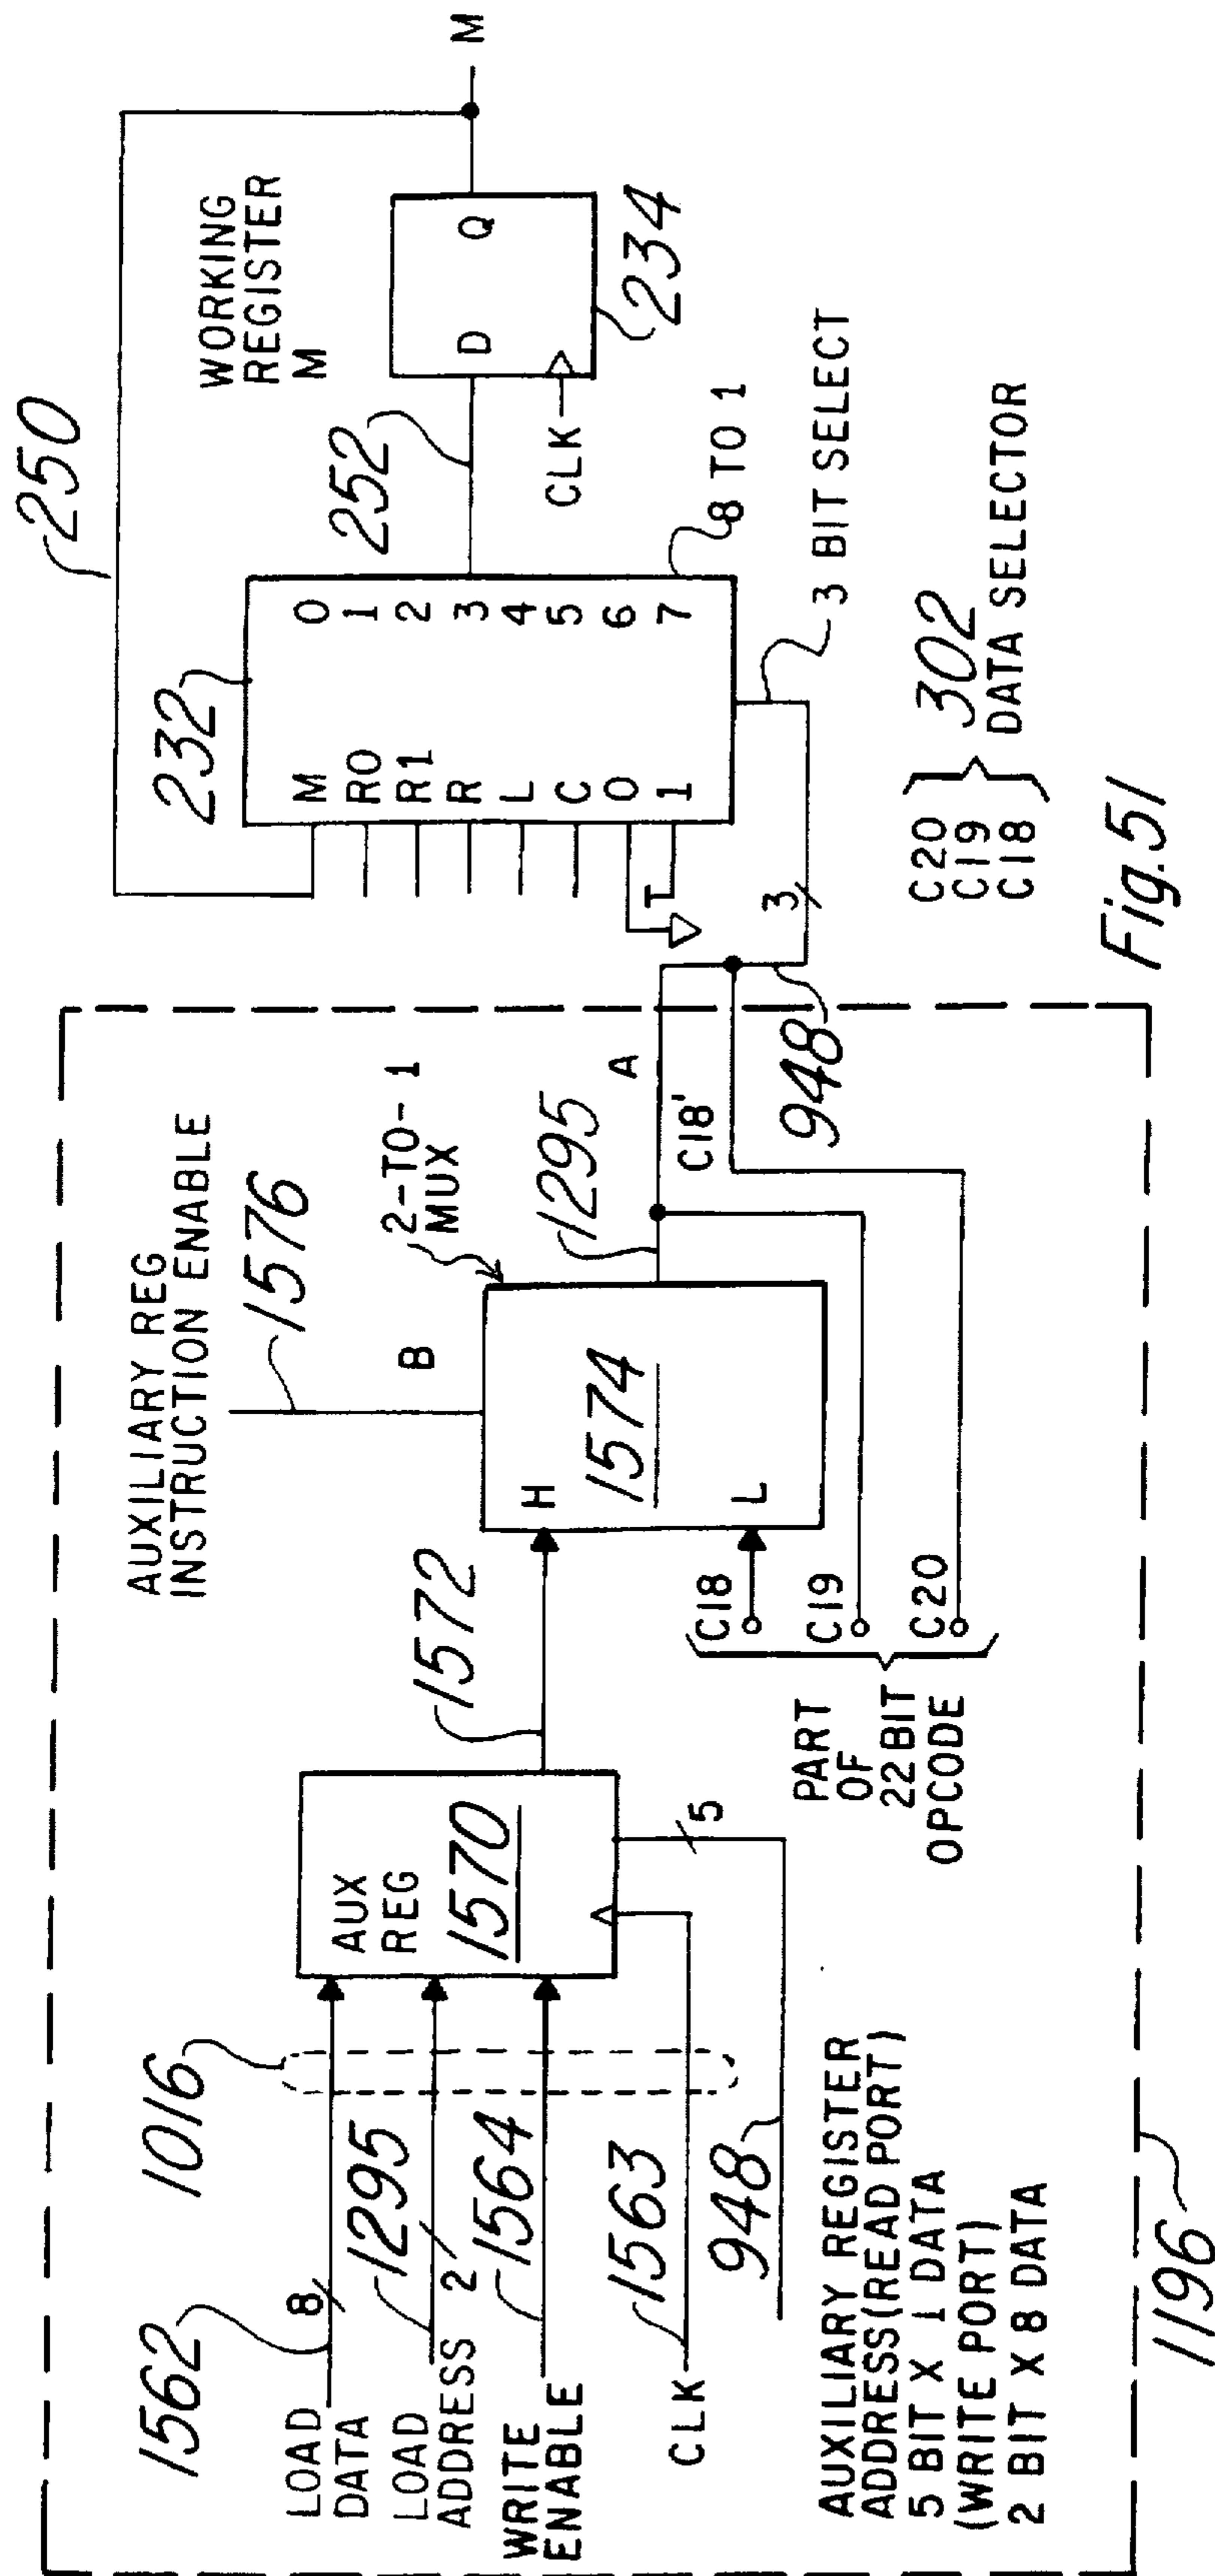 250
WORKING
REGISTER
M
M
232
252
D
Q
CLK
234
M
RO
R1
R
L
C
0
1
0
1
2
3
4
5
6
7
8 TO 1
3 BIT SELECT
3
C20
C19
C18
302
DATA SELECTOR
AUXILIARY REG
INSTRUCTION ENABLE
1576
B
2-TO-1
MUX
H
1574
L
1295
A
C18'
948
1572
C18
C19
C20
PART
OF
22 BIT
OPCODE
1016
AUX
REG
1570
5
1562
8
LOAD
DATA
1295
LOAD
ADDRESS
2
1564
WRITE
ENABLE
1563
CLK
948
AUXILIARY REGISTER
ADDRESS(READ PORT)
5 BIT X 1 DATA
(WRITE PORT)
2 BIT X 8 DATA
1196
Fig.51